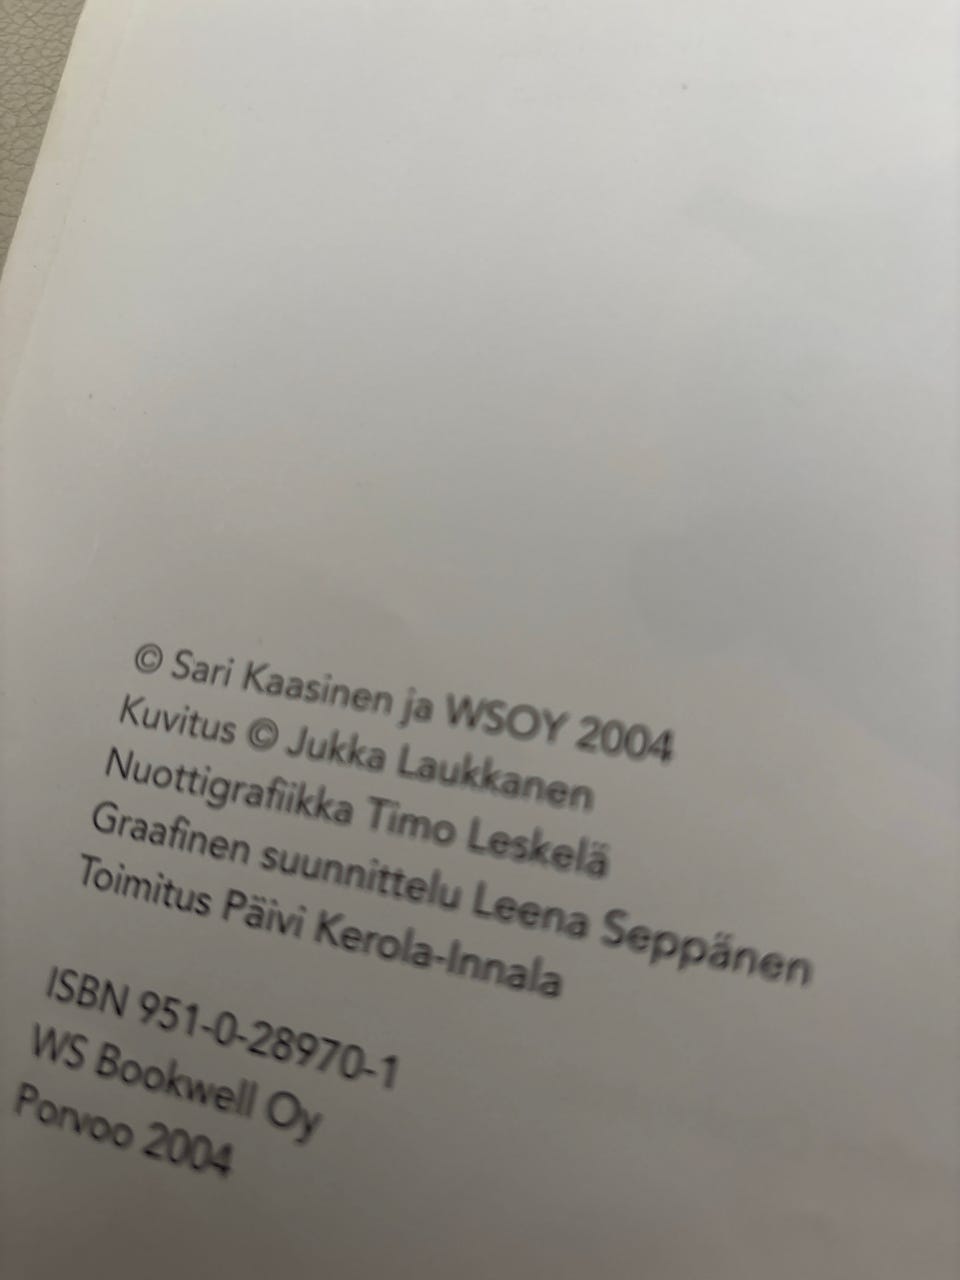 © Sari Kaasinen ja WSOY 2004
Kuvitus © Jukka Laukkanen
Nuottigrafiikka Timo Leskelä
Graafinen suunnittelu Leena Seppänen
Toimitus Päivi Kerola-Innala
ISBN 951-0-28970-1
WS Bookwell Oy
Porvoo 2004